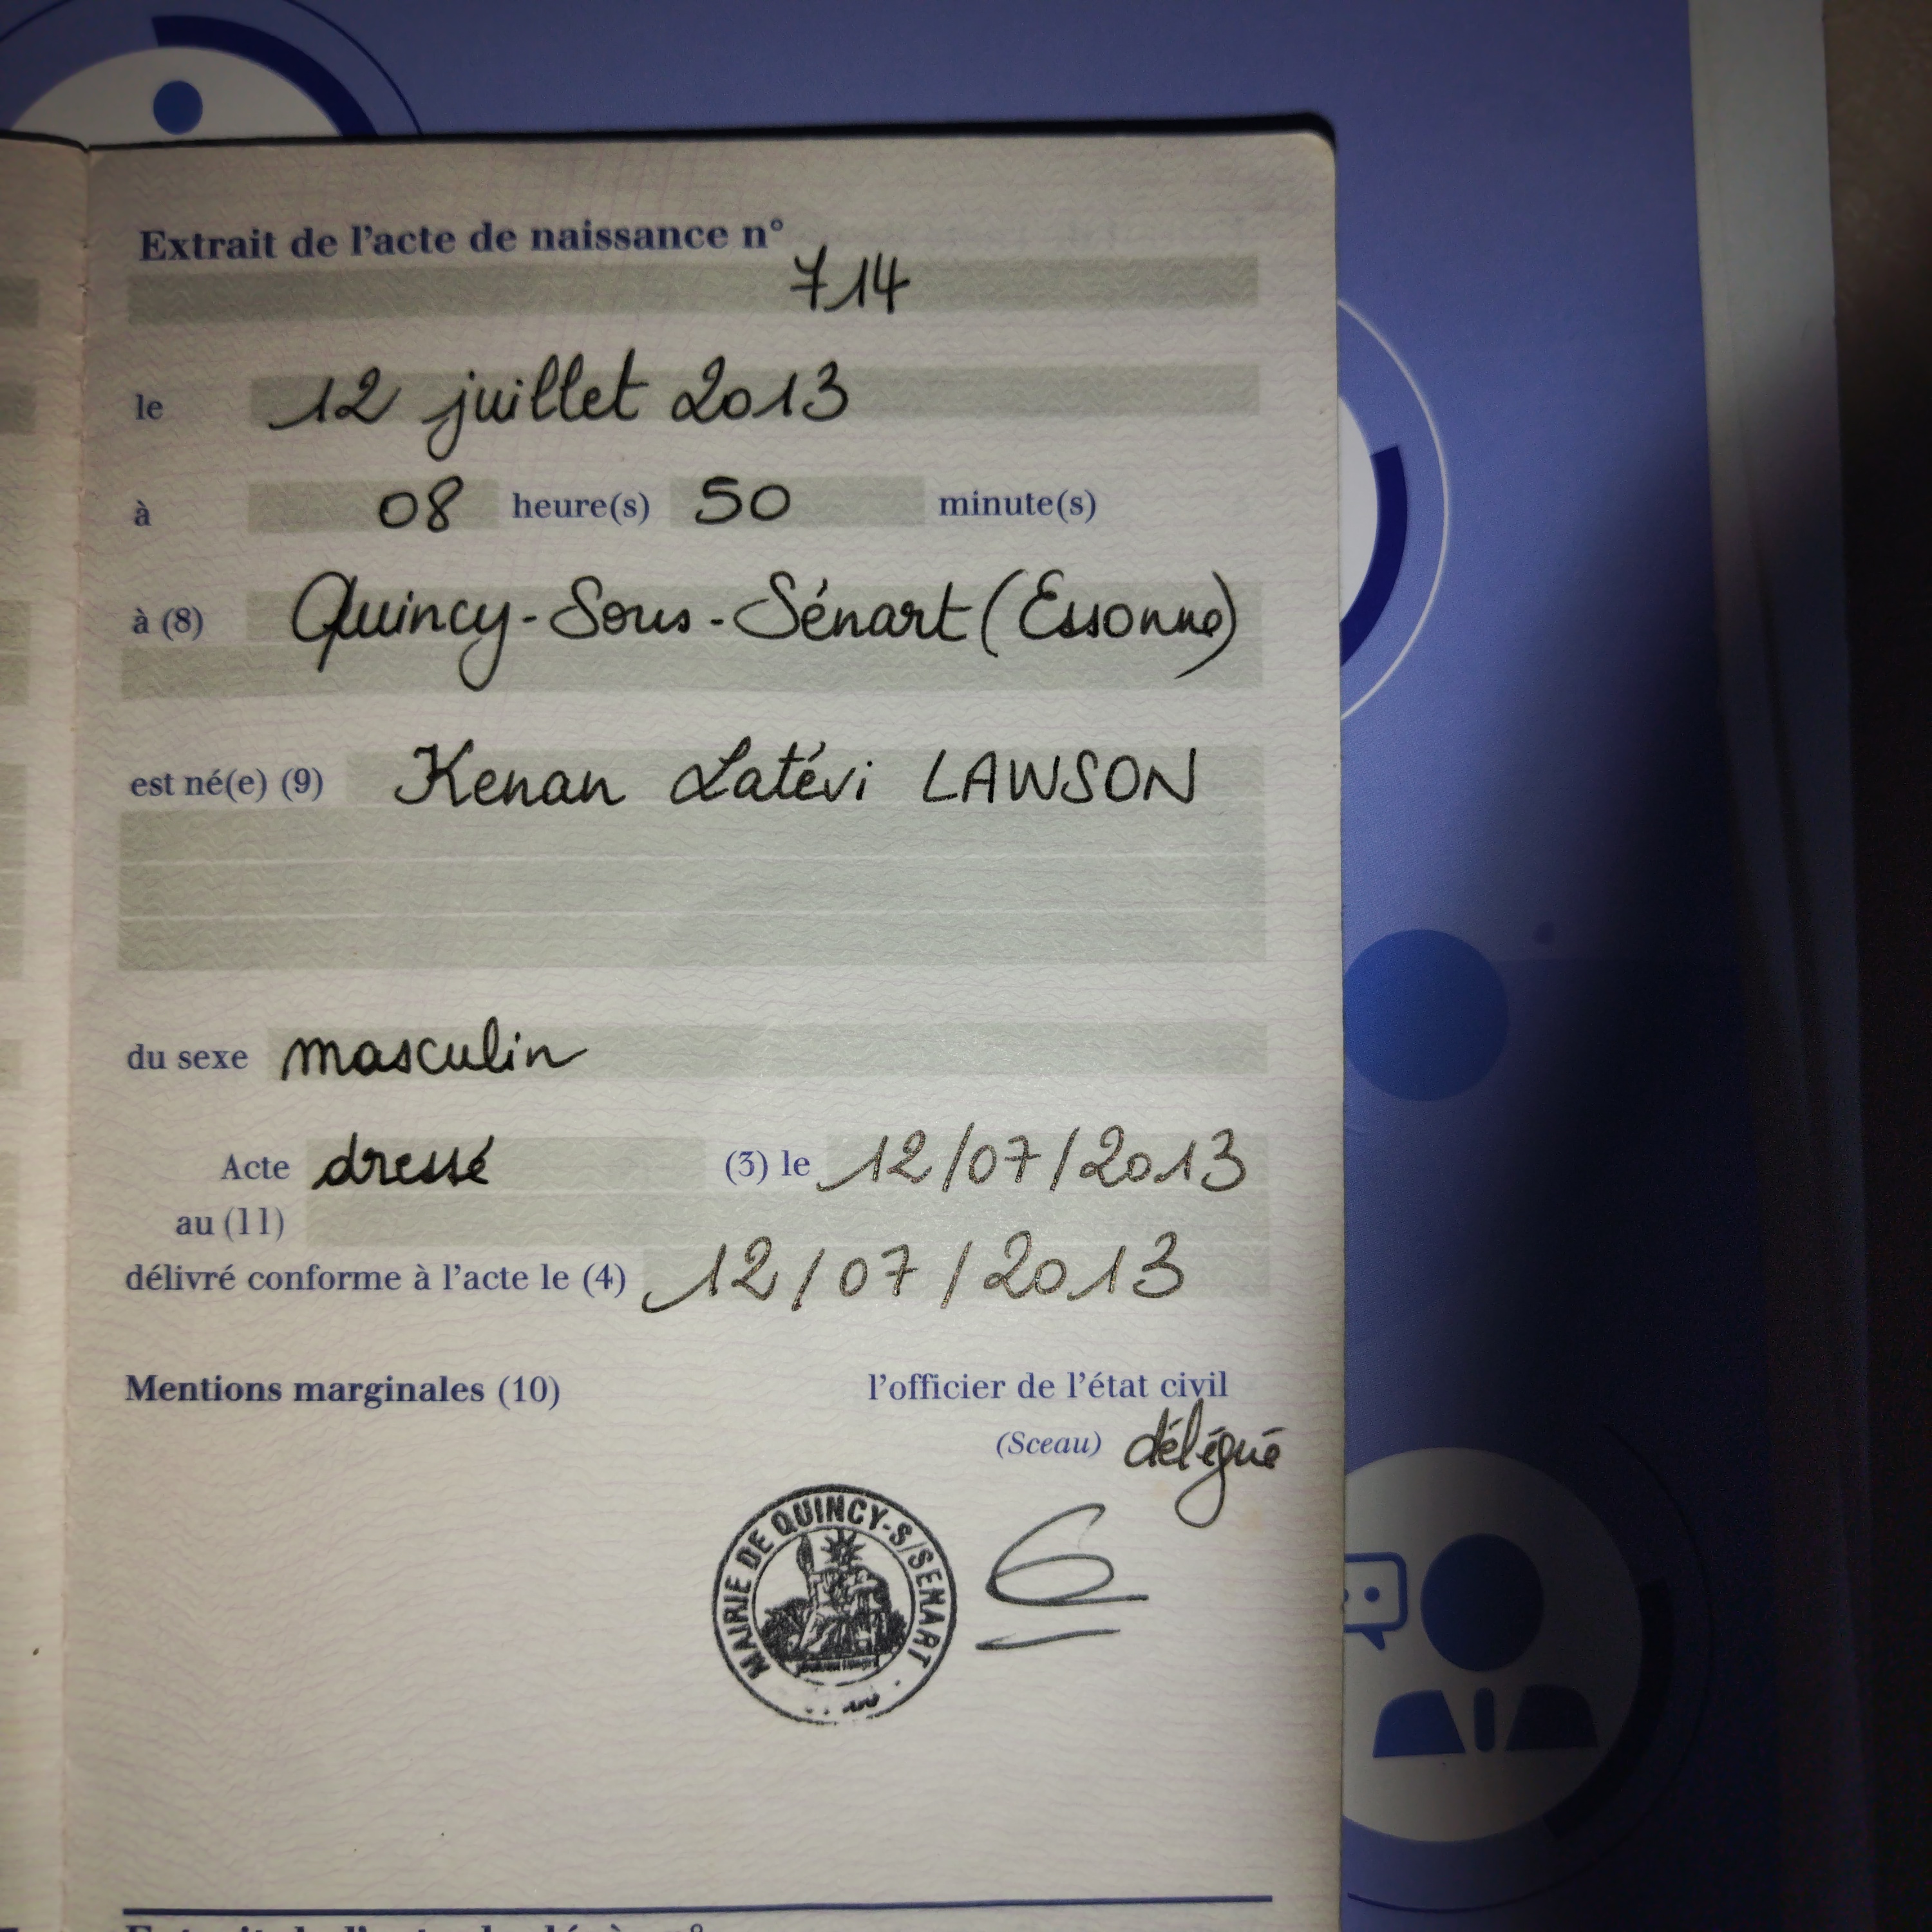 Extrait de l'acte de naissance n°
714
le 12 juillet 2013
à 08 heure(s) 50 minute(s)
à (8) Quincy-Sous-Sénart (Essonne)
est né(e) (9) Kenan Latévi LAWSON
du sexe masculin
Acte dressé (3) le 12/07/2013
au (11)
délivré conforme à l'acte le (4) 12/07/2013
Mentions marginales (10) l'officier de l'état civil
(Sceau) délégué
MAIRIE DE QUINCY-S/SENART